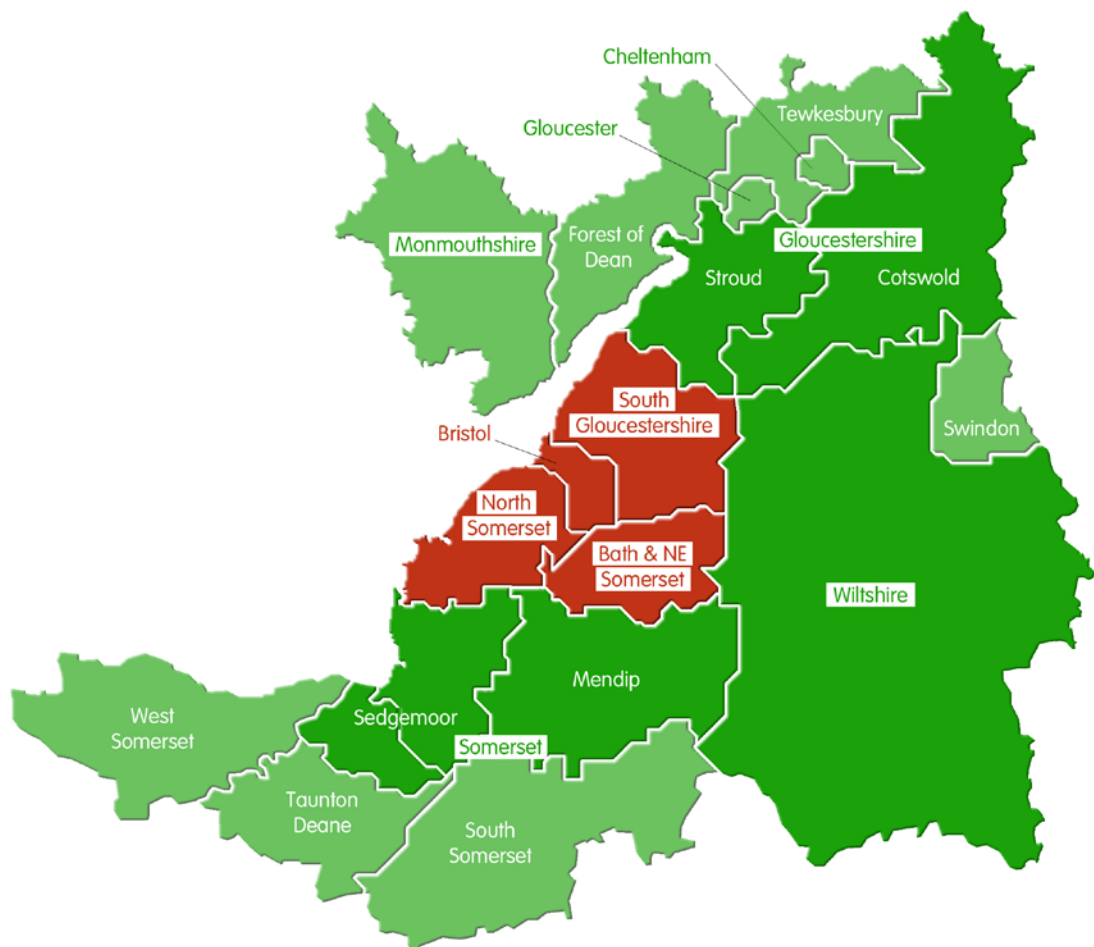 Cheltenham
Tewkesbury
Gloucester
Monmouthshire
Forest of
Dean
Gloucestershire
Stroud
Cotswold
South
Gloucestershire
Swindon
Bristol
North
Somerset
Bath & NE
Somerset
Wiltshire
Mendip
West
Somerset
Sedgemoor
Somerset
Taunton
Deane
South
Somerset